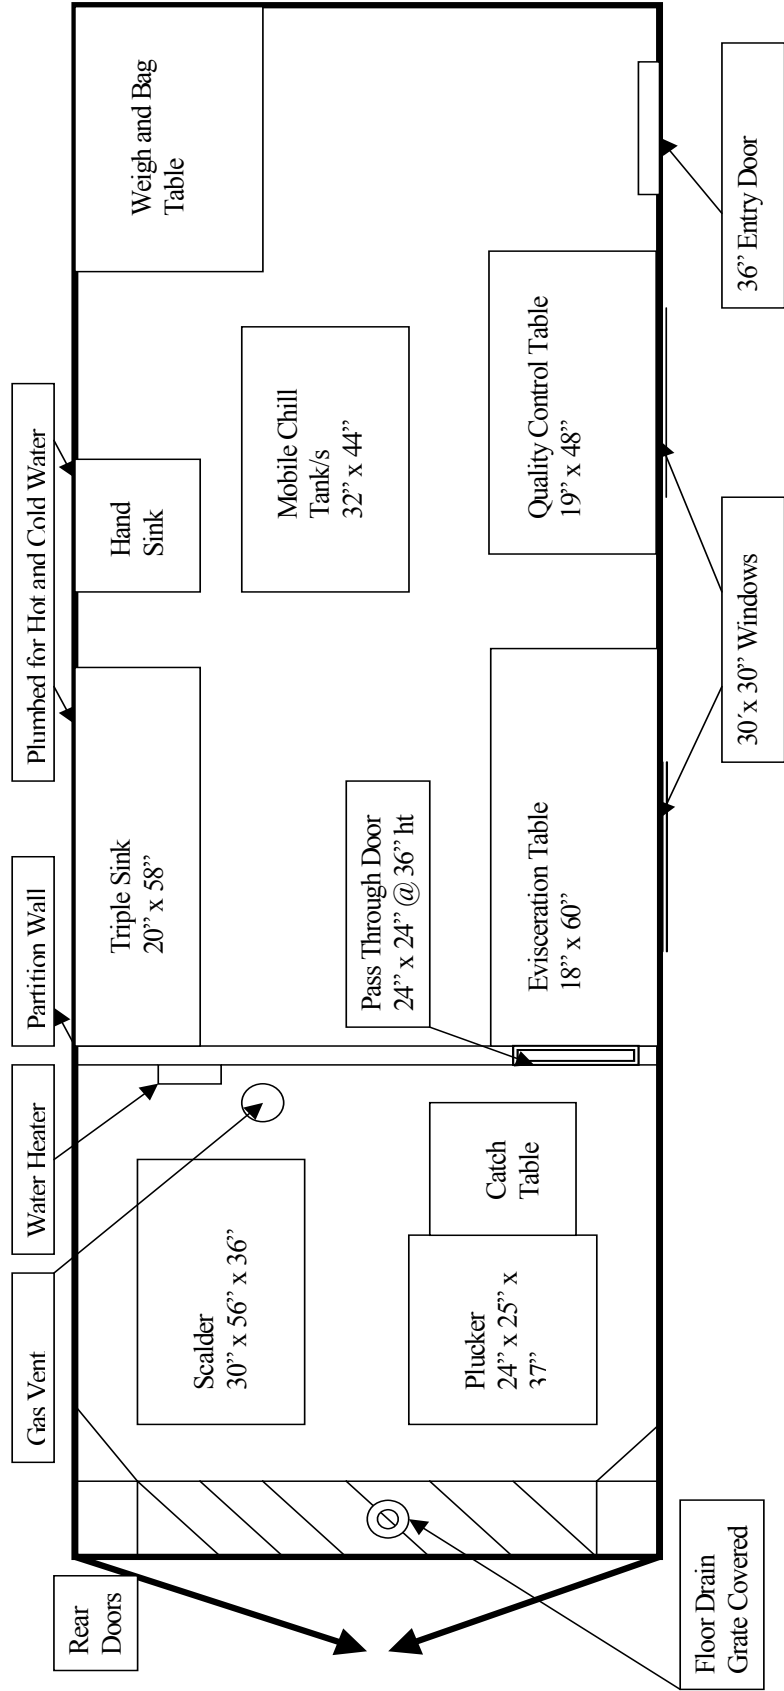 Gas Vent
Water Heater
Partition Wall
Plumbed for Hot and Cold Water
Rear
Doors
Scalder
30” x 56” x 36”
Triple Sink
20” x 58”
Hand
Sink
Weigh and Bag
Table
Mobile Chill
Tank/s
32” x 44”
Pass Through Door
24” x 24” @ 36” ht
Plucker
24” x 25” x
37”
Catch
Table
Evisceration Table
18” x 60”
Quality Control Table
19” x 48”
Floor Drain
Grate Covered
30´x 30” Windows
36” Entry Door